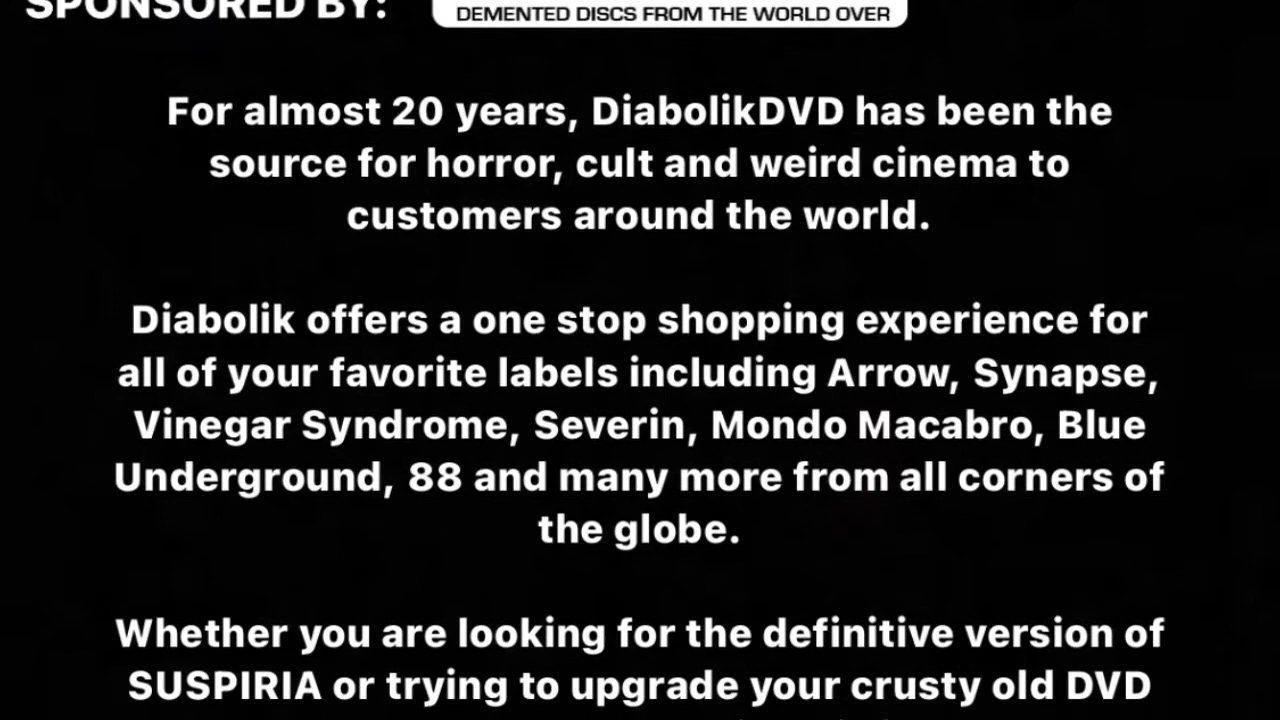 SPONSORED BY:
DEMENTED DISCS FROM THE WORLD OVER
For almost 20 years, DiabolikDVD has been the
source for horror, cult and weird cinema to
customers around the world.
Diabolik offers a one stop shopping experience for
all of your favorite labels including Arrow, Synapse,
Vinegar Syndrome, Severin, Mondo Macabro, Blue
Underground, 88 and many more from all corners of
the globe.
Whether you are looking for the definitive version of
SUSPIRIA or trying to upgrade your crusty old DVD